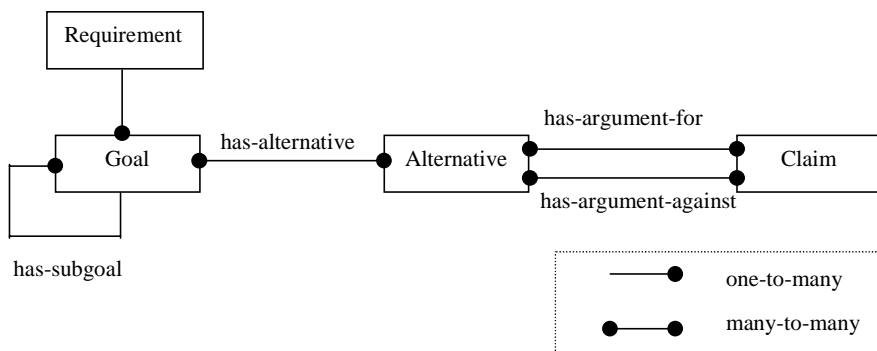 Requirement
has-argument-for
has-alternative
Goal
Alternative
Claim
has-argument-against
has-subgoal
one-to-many
many-to-many